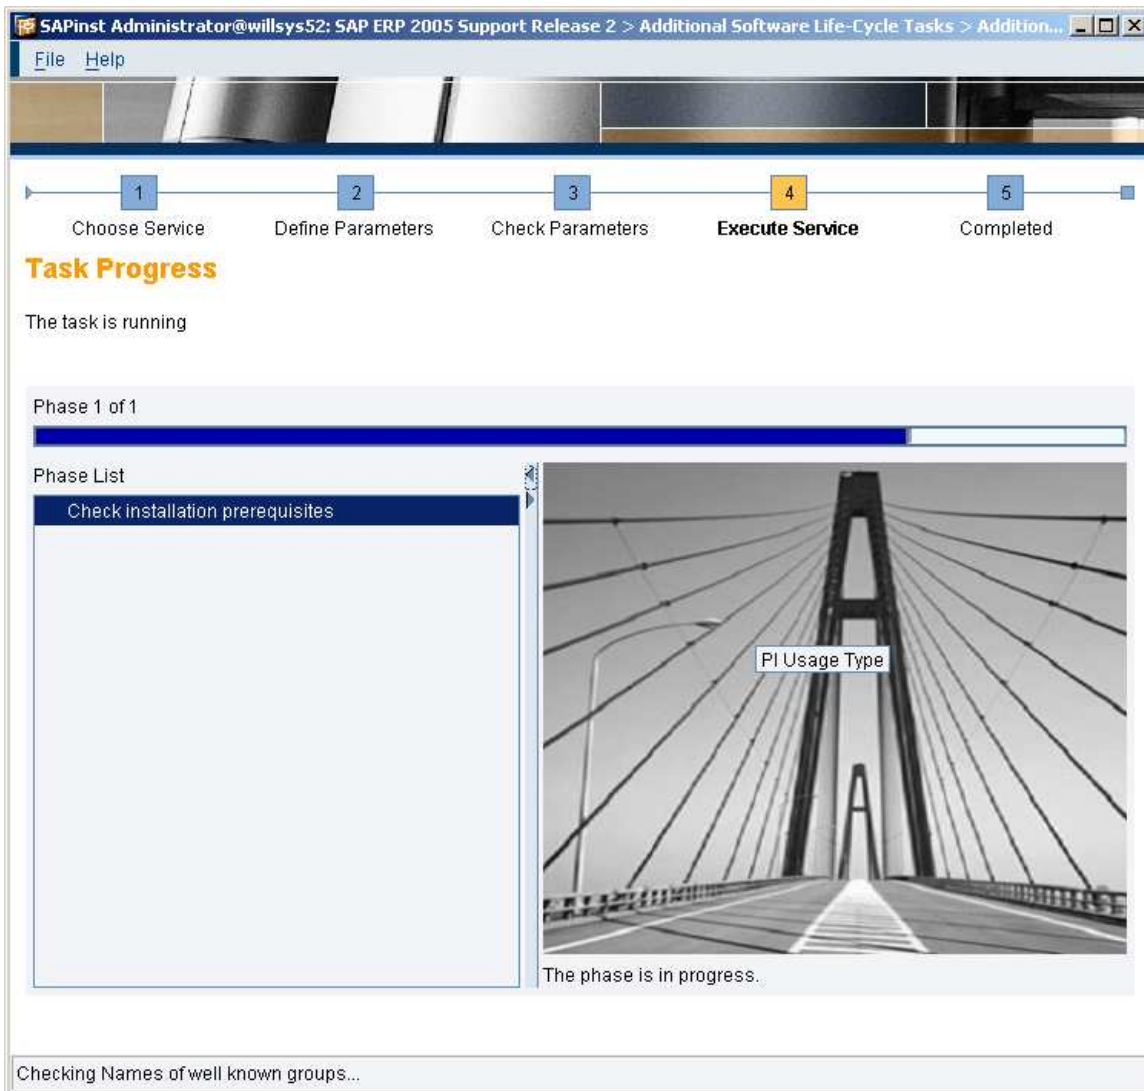 SAPinst Administrator@willsys52: SAP ERP 2005 Support Release 2 > Additional Software Life-Cycle Tasks > Addition...
File Help
1 2 3 4 5
Choose Service Define Parameters Check Parameters Execute Service Completed
Task Progress
The task is running
Phase 1 of 1
Phase List
Check installation prerequisites
PI Usage Type
The phase is in progress.
Checking Names of well known groups...